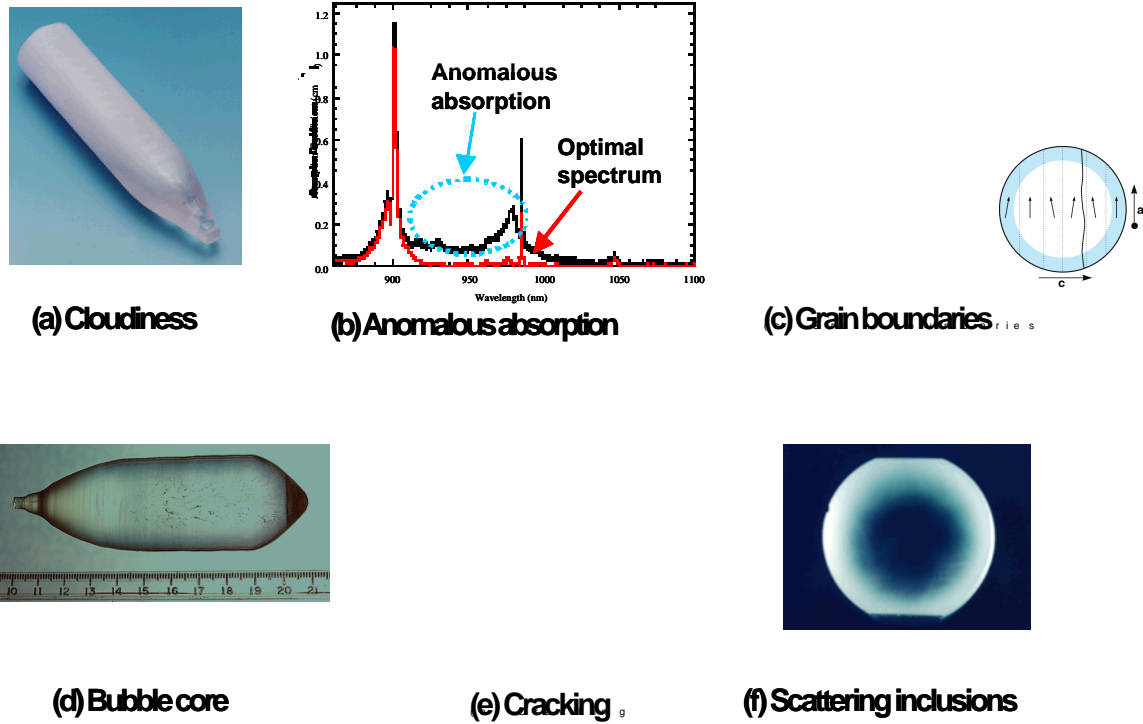 1.2
1.0
0.8
0.6
0.4
0.2
0.0
Anomalous
absorption
Optimal
spectrum
900
950
1000
1050
1100
Wavelength (nm)
a
c
(a) Cloudiness
(b) Anomalous absorption
(c) Grain boundaries r i e s
10 11 12 13 14 15 16 17 18 19 20 21
(d) Bubble core
(e) Cracking g
(f) Scattering inclusions